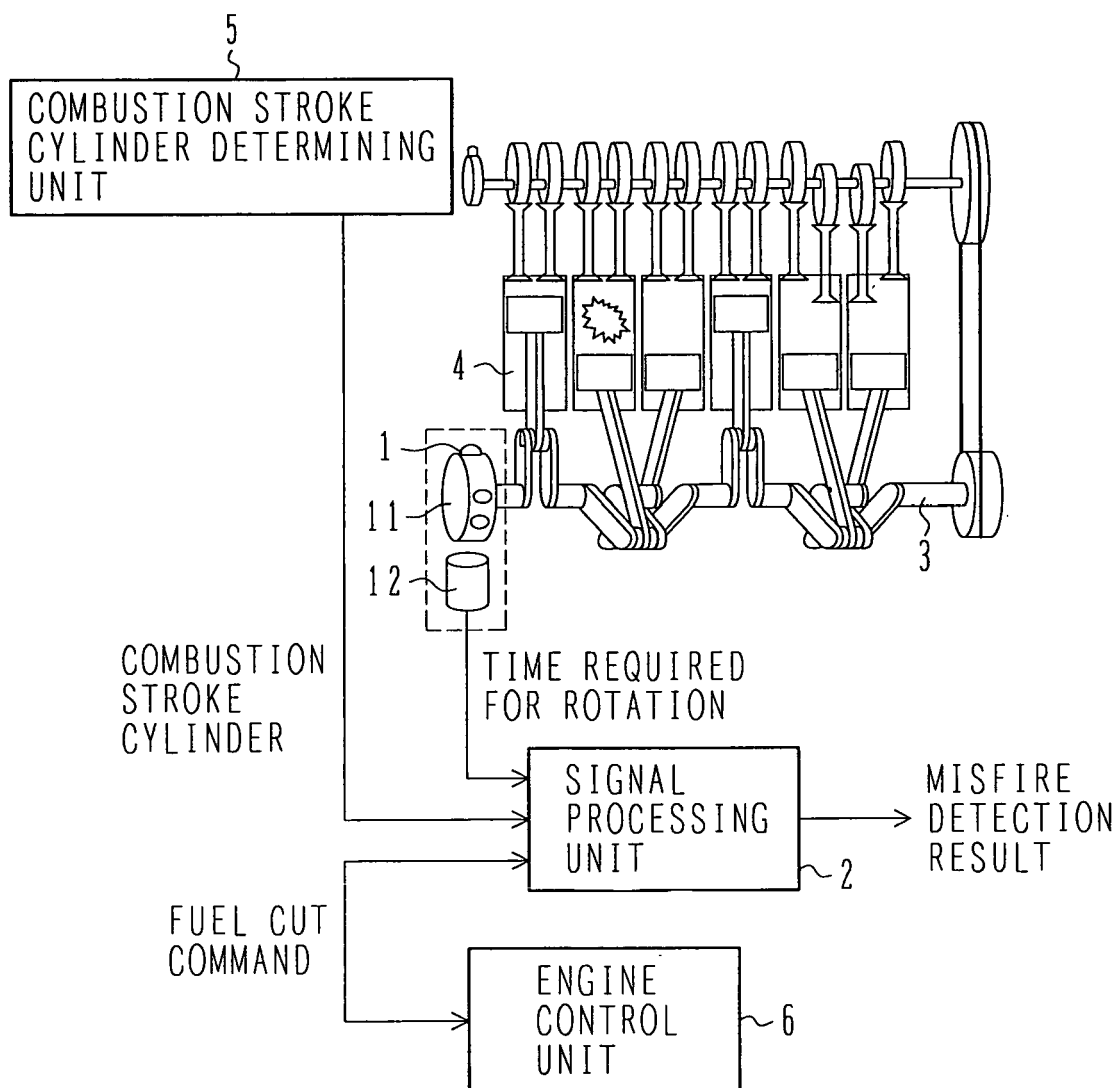 5
COMBUSTION STROKE
CYLINDER DETERMINING
UNIT
4
1
11
12
3
COMBUSTION
STROKE
CYLINDER
TIME REQUIRED
FOR ROTATION
SIGNAL
PROCESSING
UNIT
2
MISFIRE
DETECTION
RESULT
FUEL CUT
COMMAND
ENGINE
CONTROL
UNIT
6